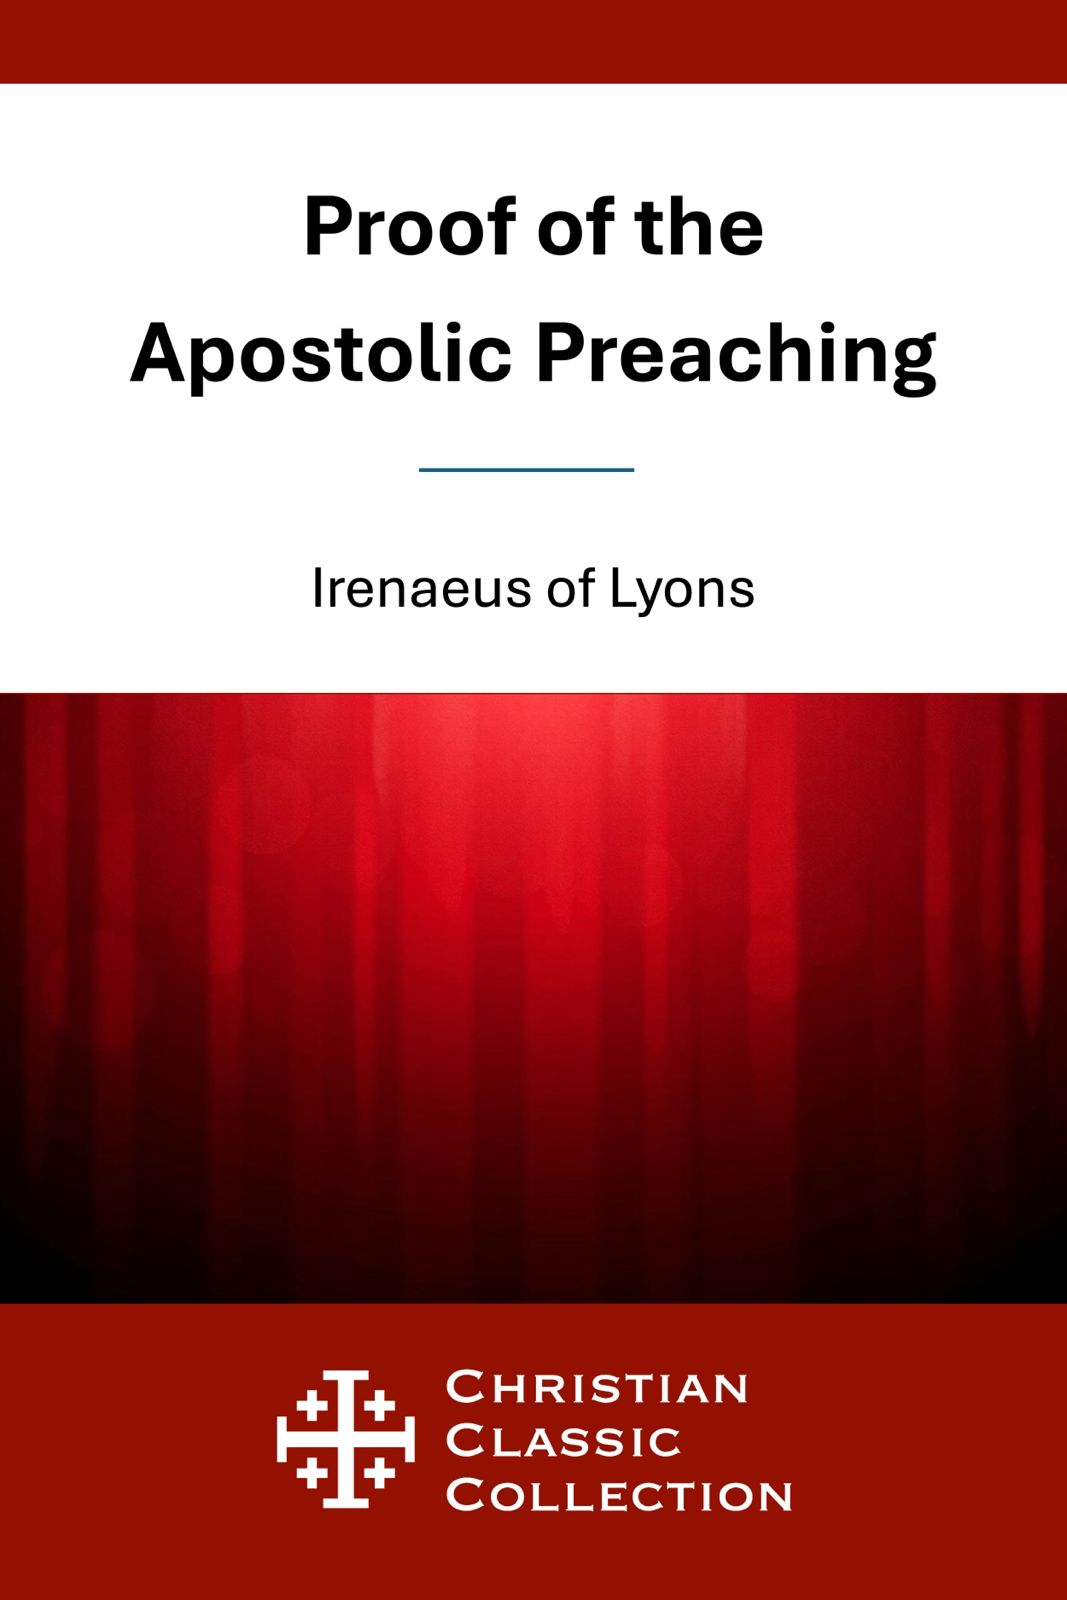 Proof of the
Apostolic Preaching
Irenaeus of Lyons
CHRISTIAN
CLASSIC
COLLECTION